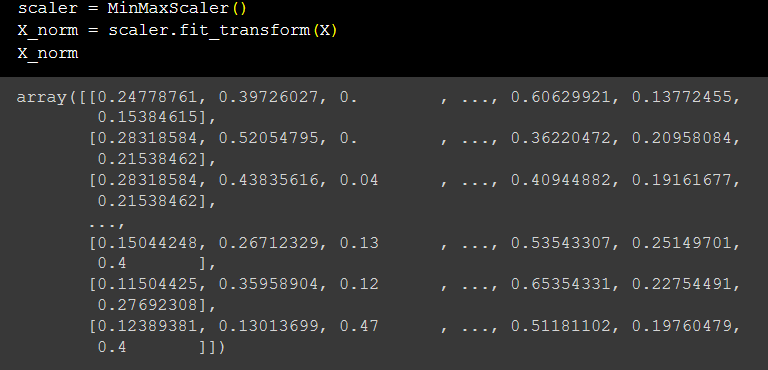 scaler = MinMaxScaler()
X_norm = scaler.fit_transform(X)
X_norm
array([[0.24778761, 0.39726027, 0.        , ..., 0.60629921, 0.13772455,
        0.15384615],
       [0.28318584, 0.52054795, 0.        , ..., 0.36220472, 0.20958084,
        0.21538462],
       [0.28318584, 0.43835616, 0.04      , ..., 0.40944882, 0.19161677,
        0.21538462],
       ...,
       [0.15044248, 0.26712329, 0.13      , ..., 0.53543307, 0.25149701,
        0.4       ],
       [0.11504425, 0.35958904, 0.12      , ..., 0.65354331, 0.22754491,
        0.27692308],
       [0.12389381, 0.13013699, 0.47      , ..., 0.51181102, 0.19760479,
        0.4       ]])